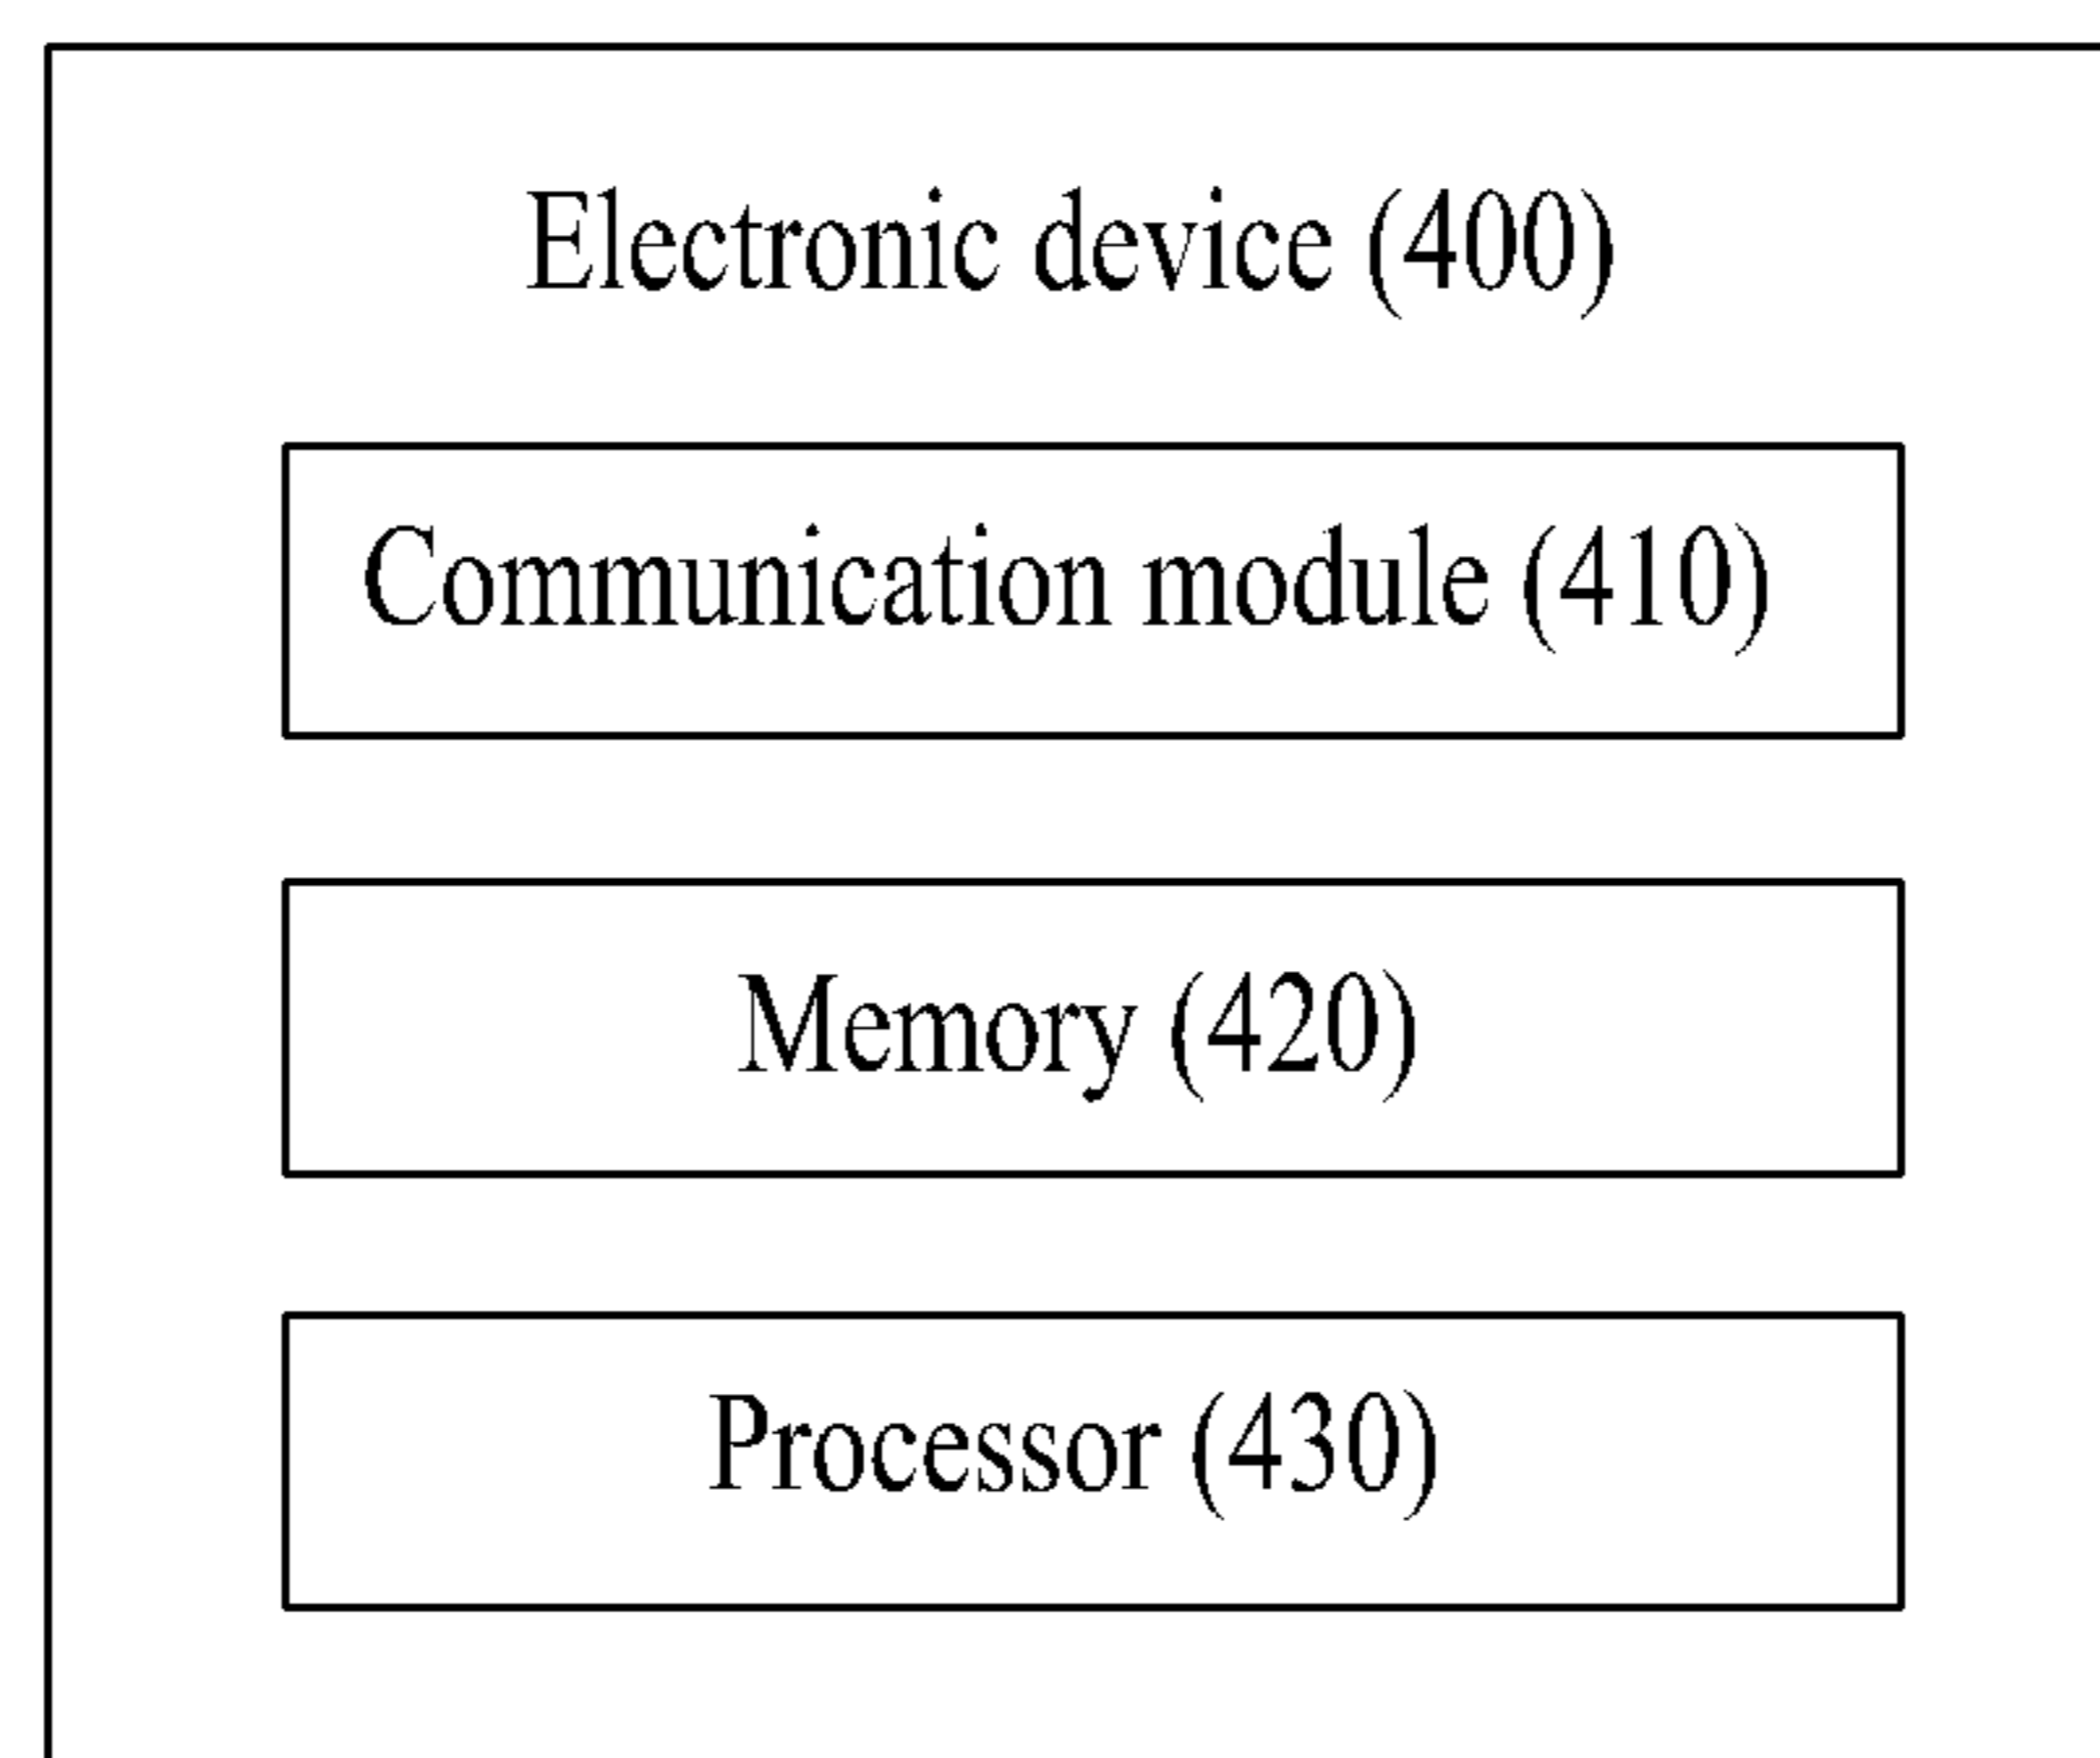 Electronic device (400)
Communication module (410)
Memory (420)
Processor (430)